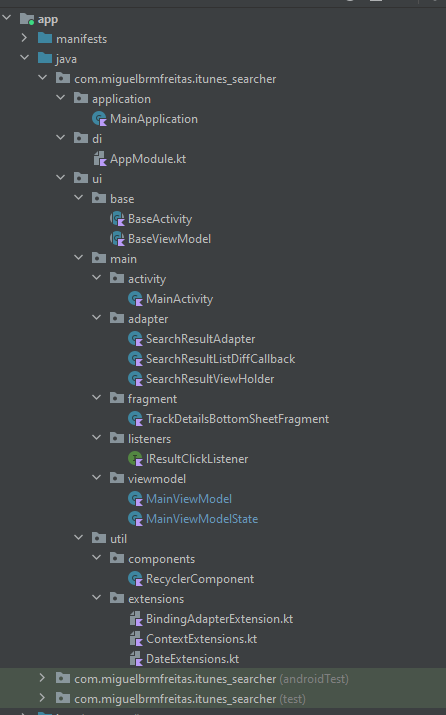 app
manifests
java
com.miguelbrmfreitas.itunes_searcher
application
MainApplication
di
AppModule.kt
ui
base
BaseActivity
BaseViewModel
main
activity
MainActivity
adapter
SearchResultAdapter
SearchResultListDiffCallback
SearchResultViewHolder
fragment
TrackDetailsBottomSheetFragment
listeners
IResultClickListener
viewmodel
MainViewModel
MainViewModelState
util
components
RecyclerComponent
extensions
BindingAdapterExtension.kt
ContextExtensions.kt
DateExtensions.kt
com.miguelbrmfreitas.itunes_searcher (androidTest)
com.miguelbrmfreitas.itunes_searcher (test)